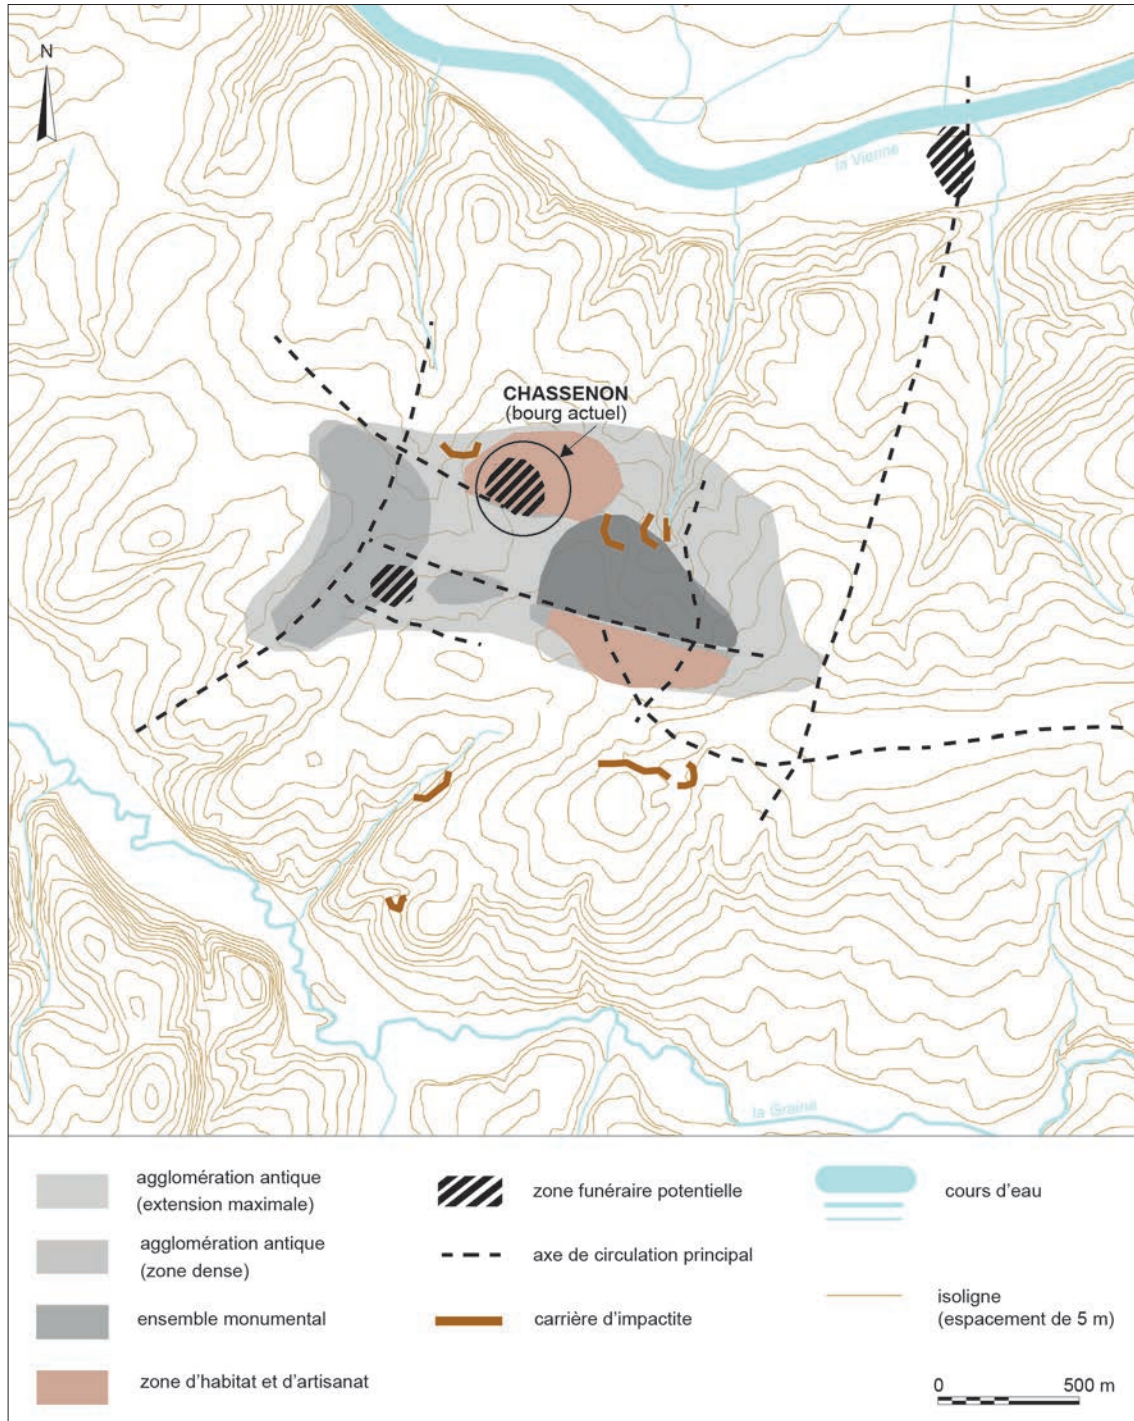 N
la Vienne
CHASSENON
(bourg actuel)
la Graine
agglomération antique
(extension maximale)
agglomération antique
(zone dense)
ensemble monumental
zone d'habitat et d'artisanat
zone funéraire potentielle
axe de circulation principal
carrière d'impactite
cours d'eau
isoligne
(espacement de 5 m)
0 500 m